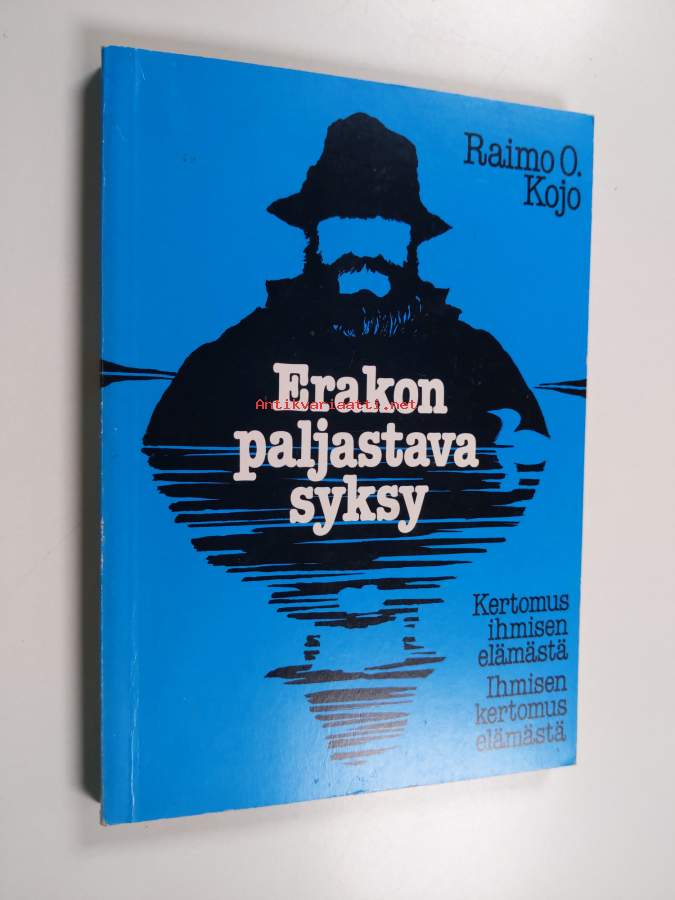 Raimo O.
Kojo
Erakon
Antikvariaatti.net
paljastava
syksy
Kertomus
ihmisen
elämästä
Ihmisen
kertomus
elämästä